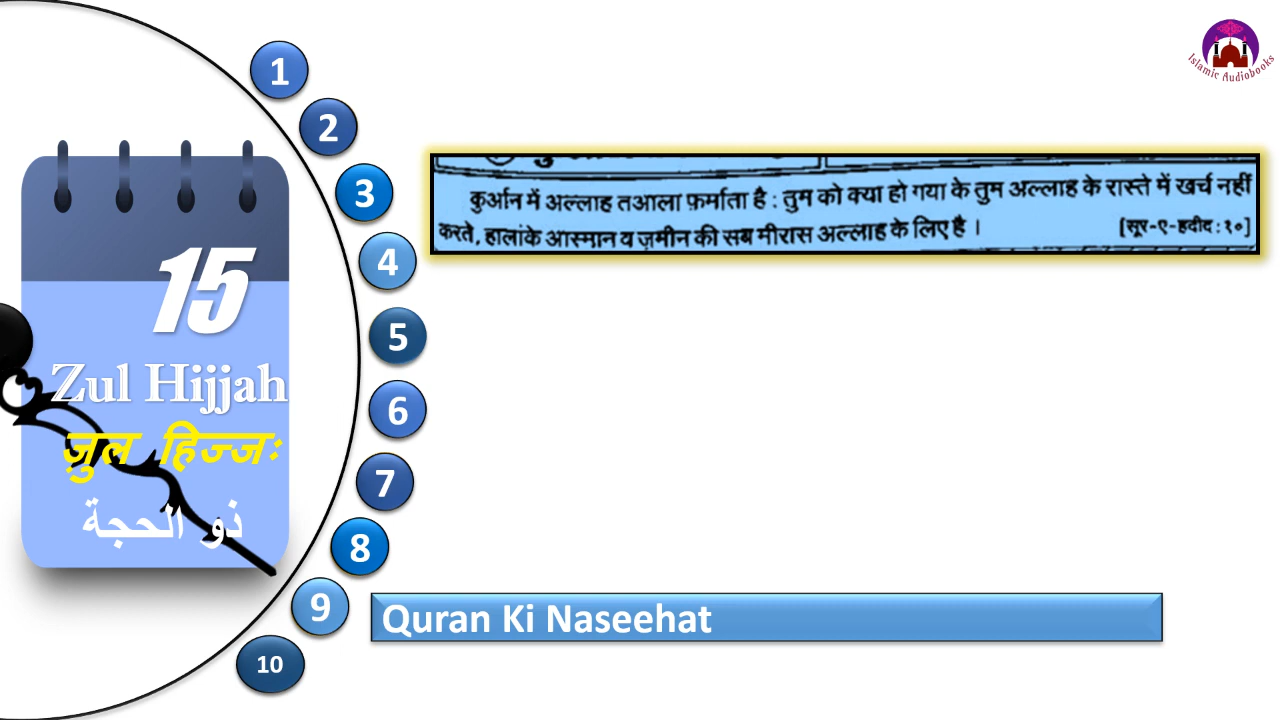 Islamic Audiobooks
1
2
3
4
5
6
7
8
9
10
15
Zul Hijjah
ज़ुल हिज्जः
ذو الحجة
कुर्आन में अल्लाह तआला फ़र्माता है : तुम को क्या हो गया के तुम अल्लाह के रास्ते में खर्च नहीं
करते, हालांके आस्मान व ज़मीन की सब मीरास अल्लाह के लिए है । [सूर-ए-हदीद : १०]
Quran Ki Naseehat